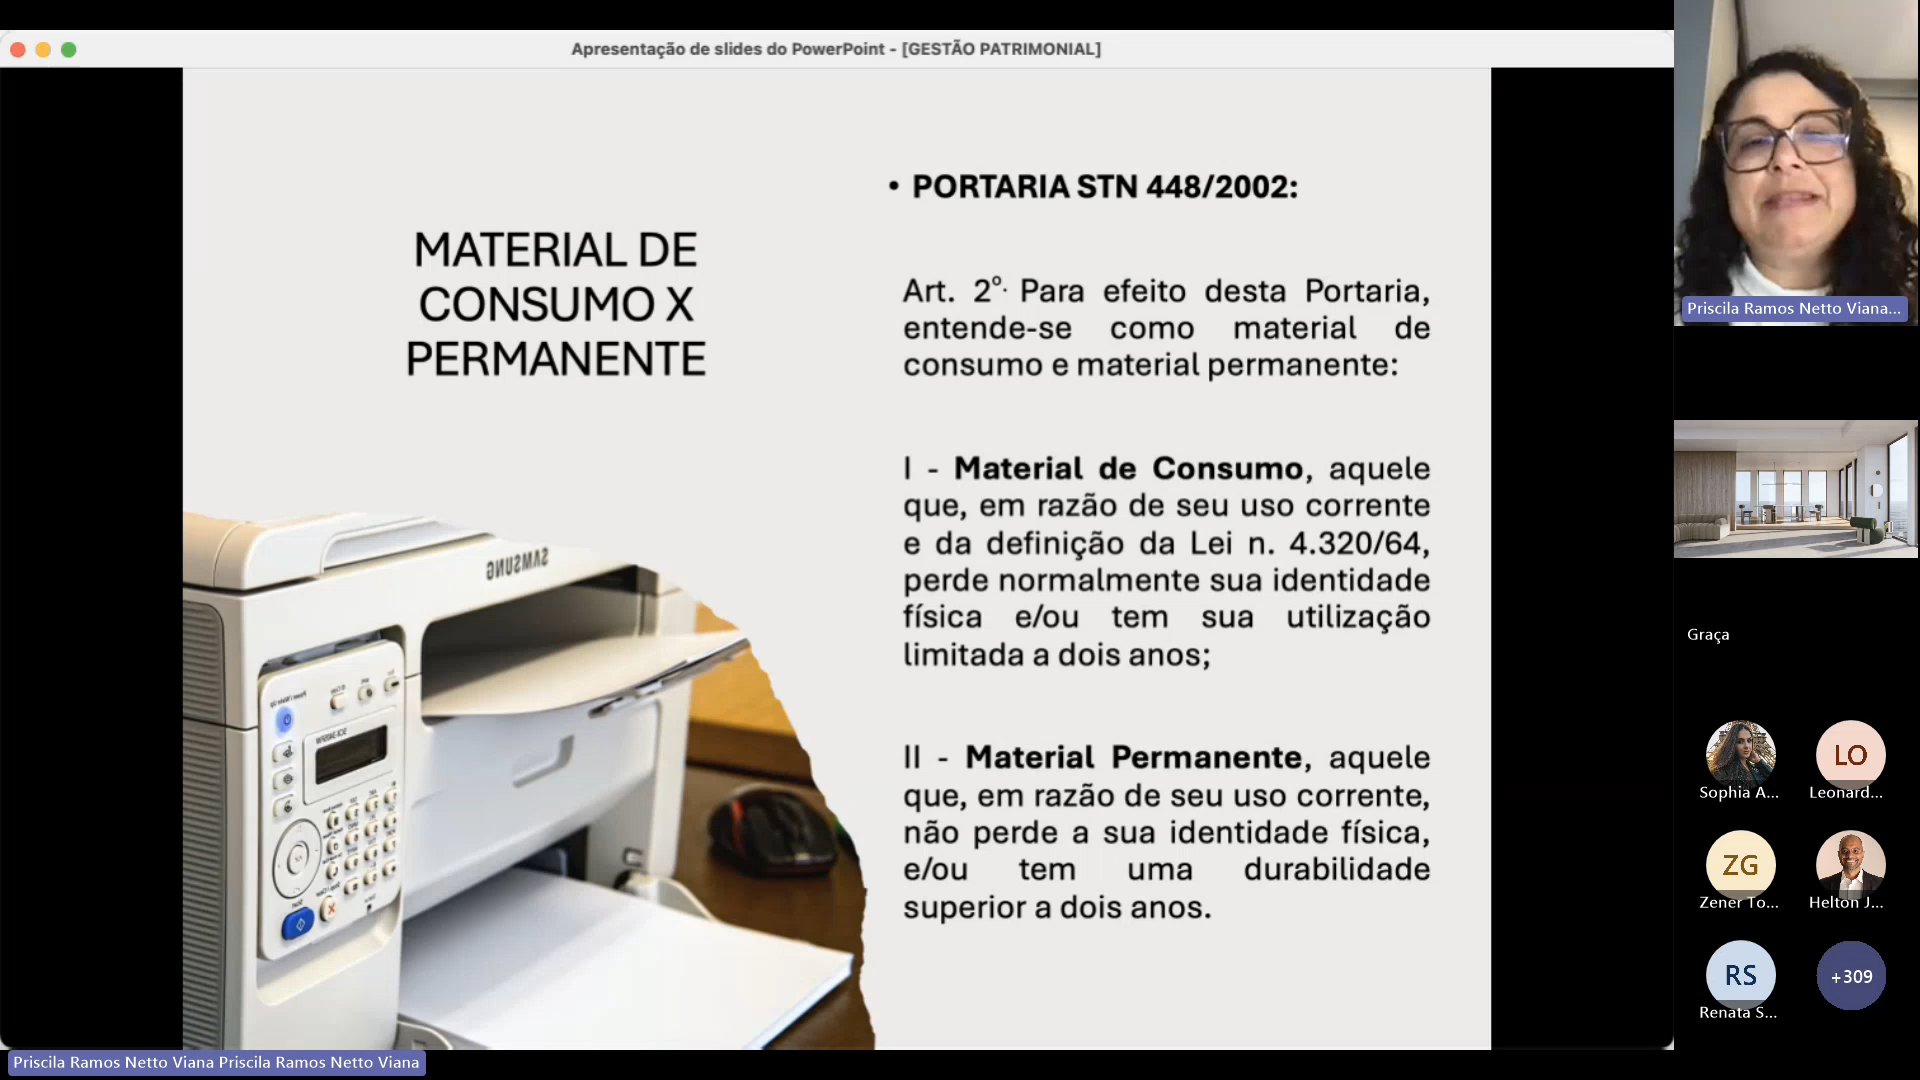 Apresentação de slides do PowerPoint - [GESTÃO PATRIMONIAL]
MATERIAL DE
CONSUMO X
PERMANENTE
• PORTARIA STN 448/2002:
Art. 2º. Para efeito desta Portaria,
entende-se como material de
consumo e material permanente:
I - Material de Consumo, aquele
que, em razão de seu uso corrente
e da definição da Lei n. 4.320/64,
perde normalmente sua identidade
física e/ou tem sua utilização
limitada a dois anos;
II - Material Permanente, aquele
que, em razão de seu uso corrente,
não perde a sua identidade física,
e/ou tem uma durabilidade
superior a dois anos.
SAMSUNG
Priscila Ramos Netto Viana...
Graça
Sophia A...
LO
Leonard...
ZG
Zener To...
Helton J...
RS
Renata S...
+309
Priscila Ramos Netto Viana Priscila Ramos Netto Viana